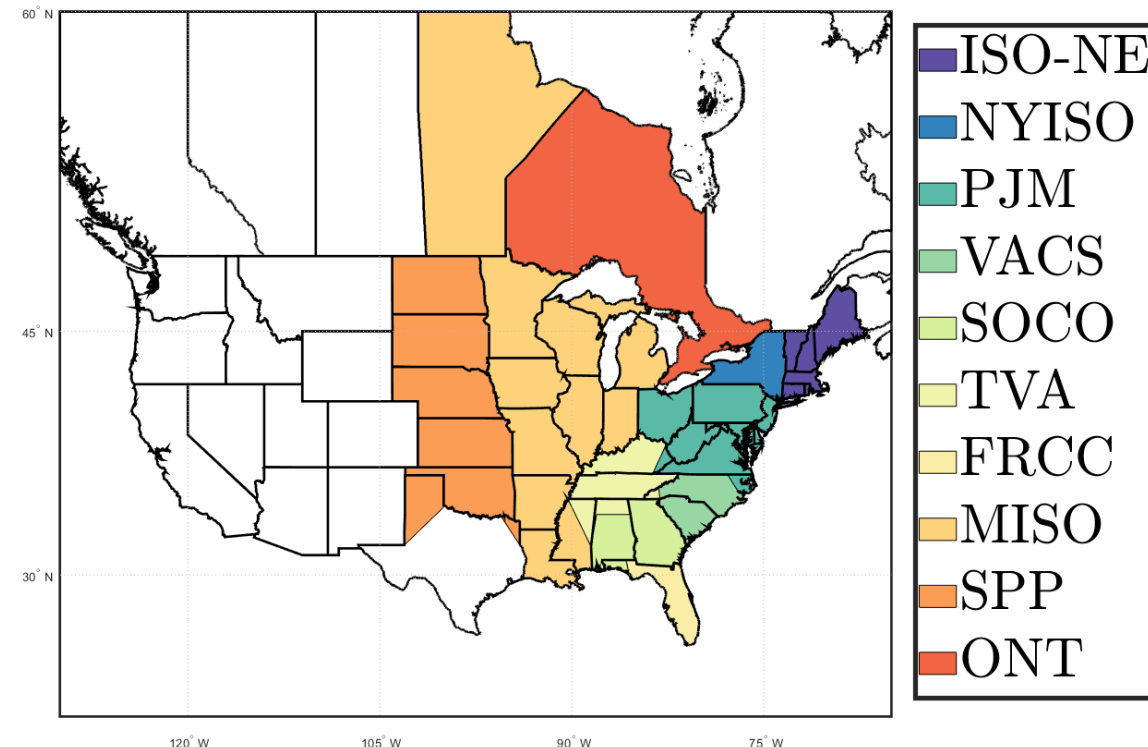 60° N
45° N
30° N
120° W
105° W
90° W
75° W
ISO-NE
NYISO
PJM
VACS
SOCO
TVA
FRCC
MISO
SPP
ONT